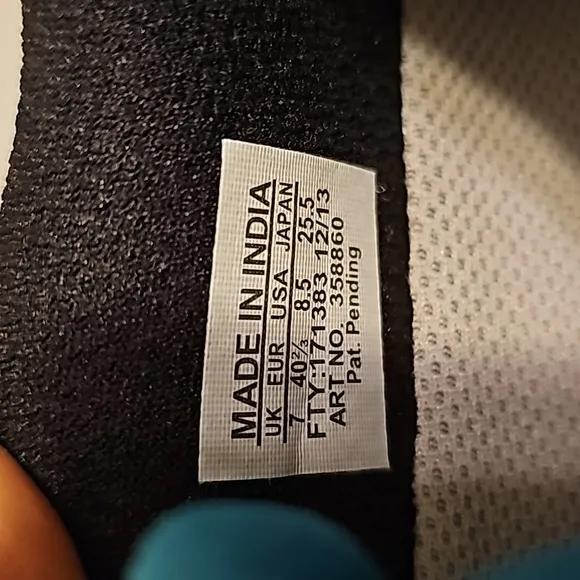 MADE IN INDIA
UK EUR USA JAPAN
7 40⅔ 8.5 25.5
FTY:171383 12/13
ART NO. 358860
Pat. Pending